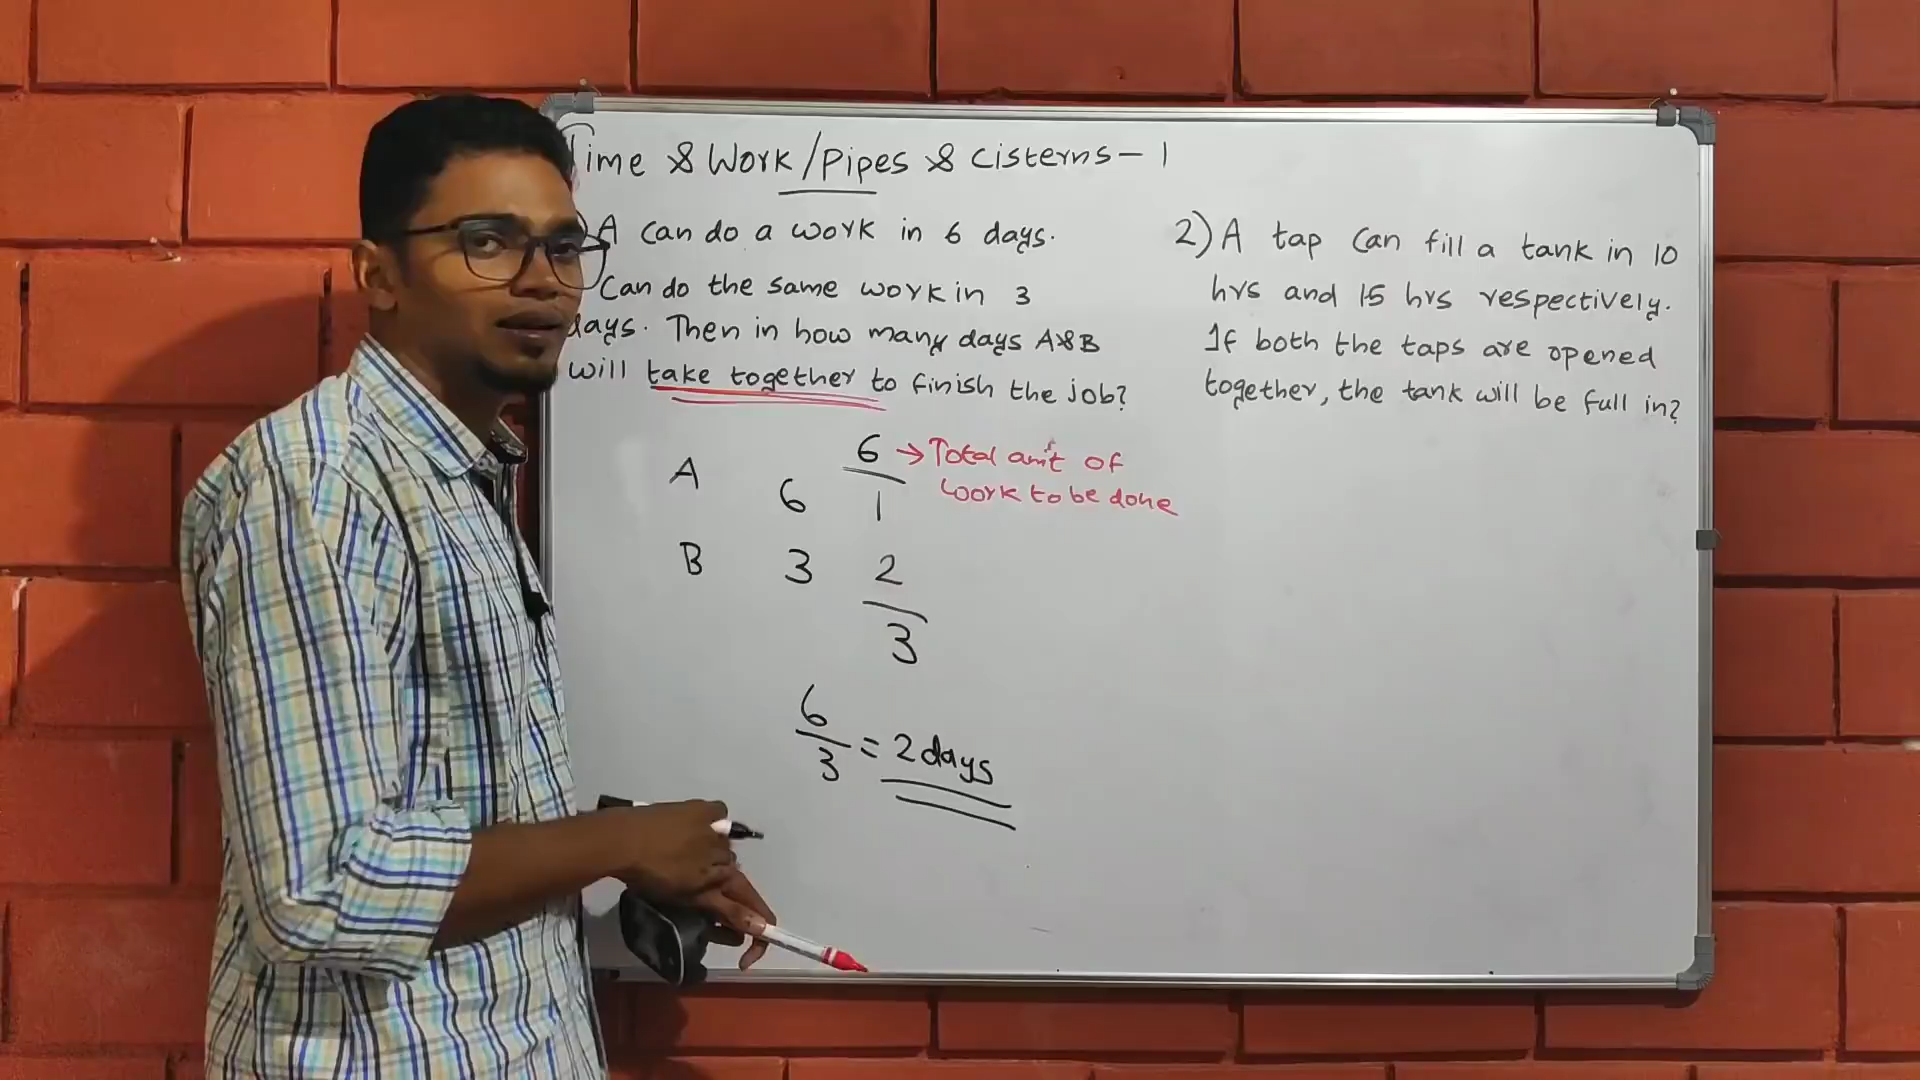 Time & Work/Pipes & Cisterns - 1
) A can do a work in 6 days.
Can do the same work in 3
days. Then in how many days A&B
will take together to finish the job?
A 6 6/1 → Total amt of
work to be done
B 3 2
3
6/3 = 2 days
2) A tap can fill a tank in 10
hrs and 15 hrs respectively.
If both the taps are opened
together, the tank will be full in?